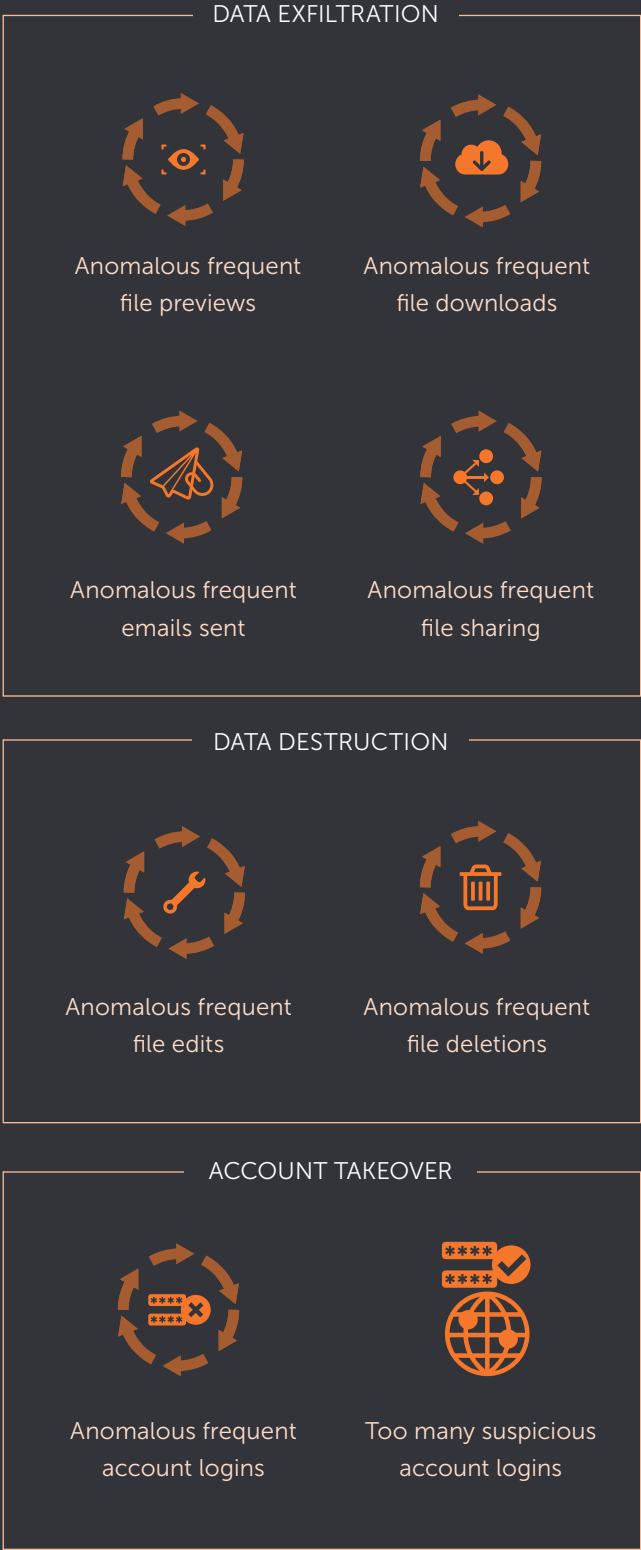 DATA EXFILTRATION
Anomalous frequent
file previews
Anomalous frequent
file downloads
Anomalous frequent
emails sent
Anomalous frequent
file sharing
DATA DESTRUCTION
Anomalous frequent
file edits
Anomalous frequent
file deletions
ACCOUNT TAKEOVER
****
****
****
****
Anomalous frequent
account logins
Too many suspicious
account logins